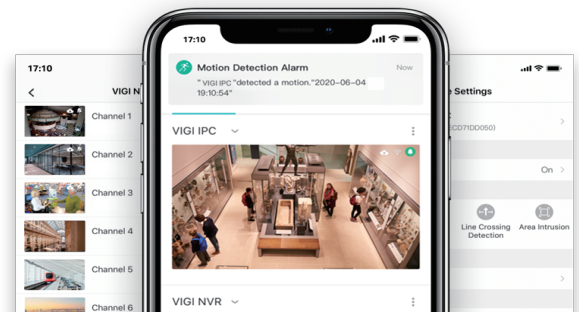 17:10
VIGI N
Channel 1
Channel 2
Channel 3
Channel 4
Channel 5
Channel 6
17:10
Motion Detection Alarm
Now
" VIGI IPC "detected a motion."2020-06-04
19:10:54"
VIGI IPC
VIGI NVR
Settings
CD71DD050)
On
Line Crossing
Detection
Area Intrusion